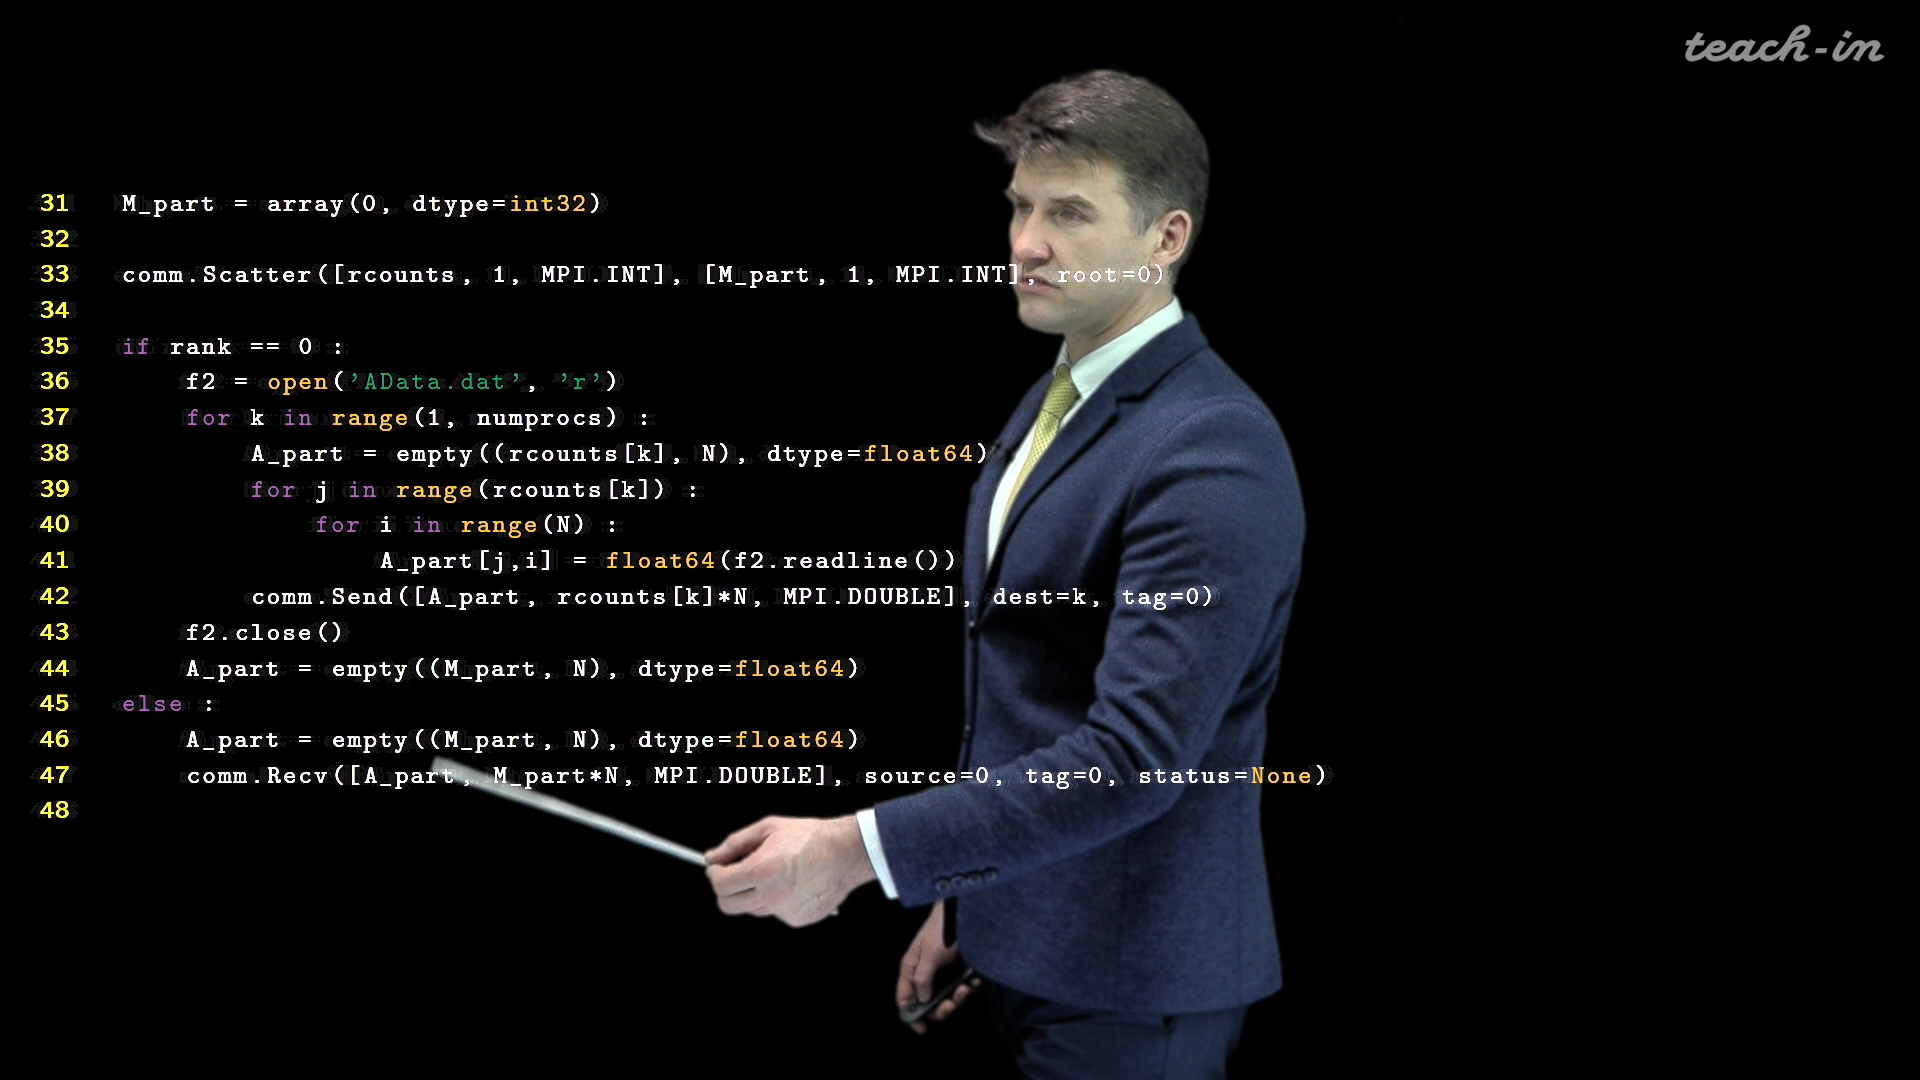 teach-in
31 M_part = array(0, dtype=int32)
32
33 comm.Scatter([rcounts, 1, MPI.INT], [M_part, 1, MPI.INT], root=0)
34
35 if rank == 0 :
36     f2 = open('AData.dat', 'r')
37     for k in range(1, numprocs) :
38         A_part = empty((rcounts[k], N), dtype=float64)
39         for j in range(rcounts[k]) :
40             for i in range(N) :
41                 A_part[j,i] = float64(f2.readline())
42         comm.Send([A_part, rcounts[k]*N, MPI.DOUBLE], dest=k, tag=0)
43     f2.close()
44     A_part = empty((M_part, N), dtype=float64)
45 else :
46     A_part = empty((M_part, N), dtype=float64)
47     comm.Recv([A_part, M_part*N, MPI.DOUBLE], source=0, tag=0, status=None)
48